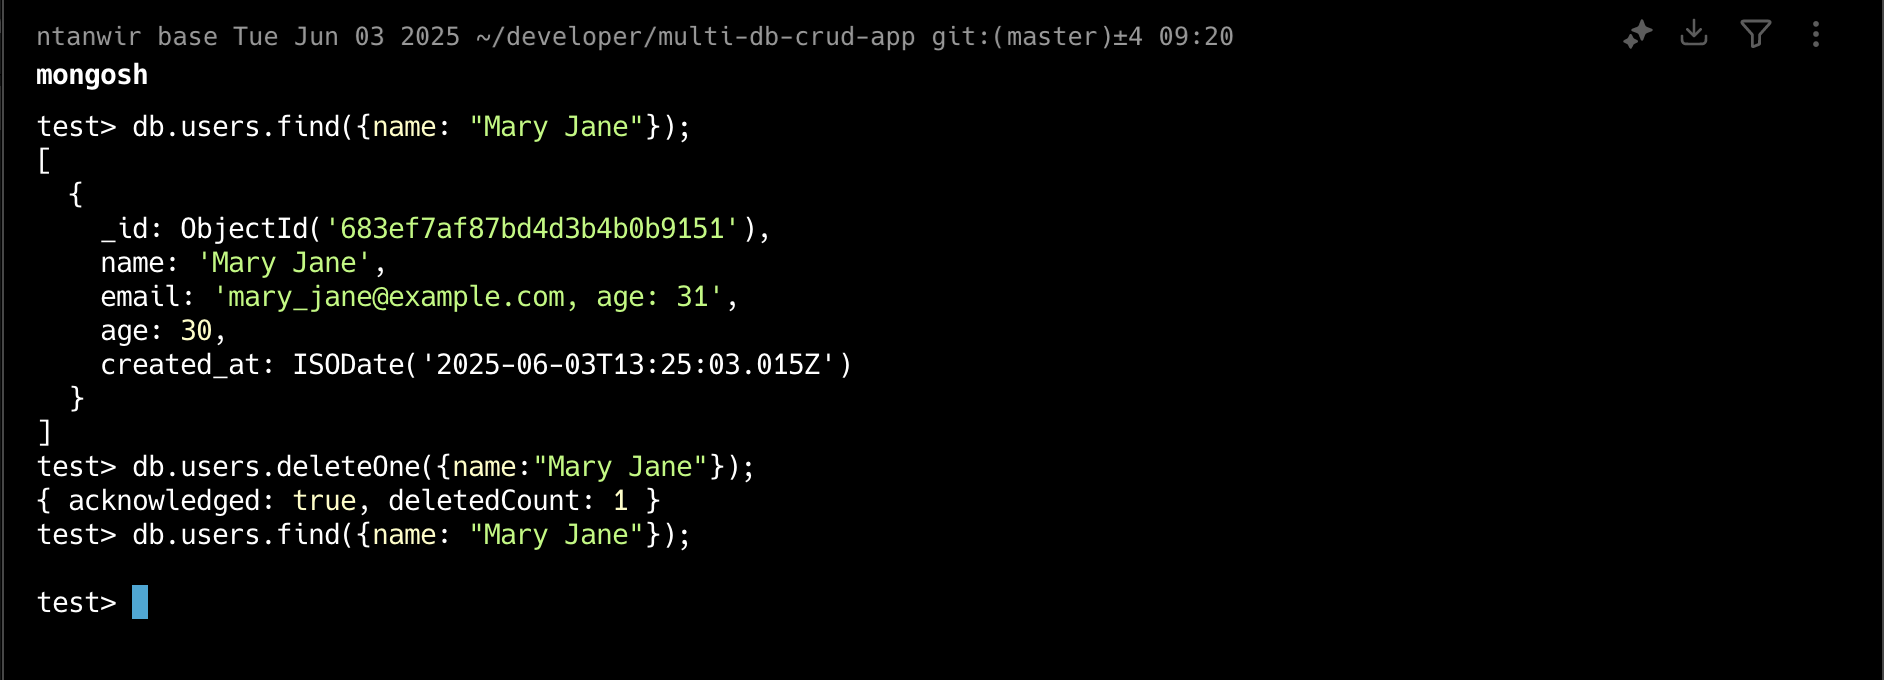 ntanwir base Tue Jun 03 2025 ~/developer/multi-db-crud-app git:(master)±4 09:20
mongosh
test> db.users.find({name: "Mary Jane"});
[
  {
    _id: ObjectId('683ef7af87bd4d3b4b0b9151'),
    name: 'Mary Jane',
    email: 'mary_jane@example.com, age: 31',
    age: 30,
    created_at: ISODate('2025-06-03T13:25:03.015Z')
  }
]
test> db.users.deleteOne({name:"Mary Jane"});
{ acknowledged: true, deletedCount: 1 }
test> db.users.find({name: "Mary Jane"});
test>